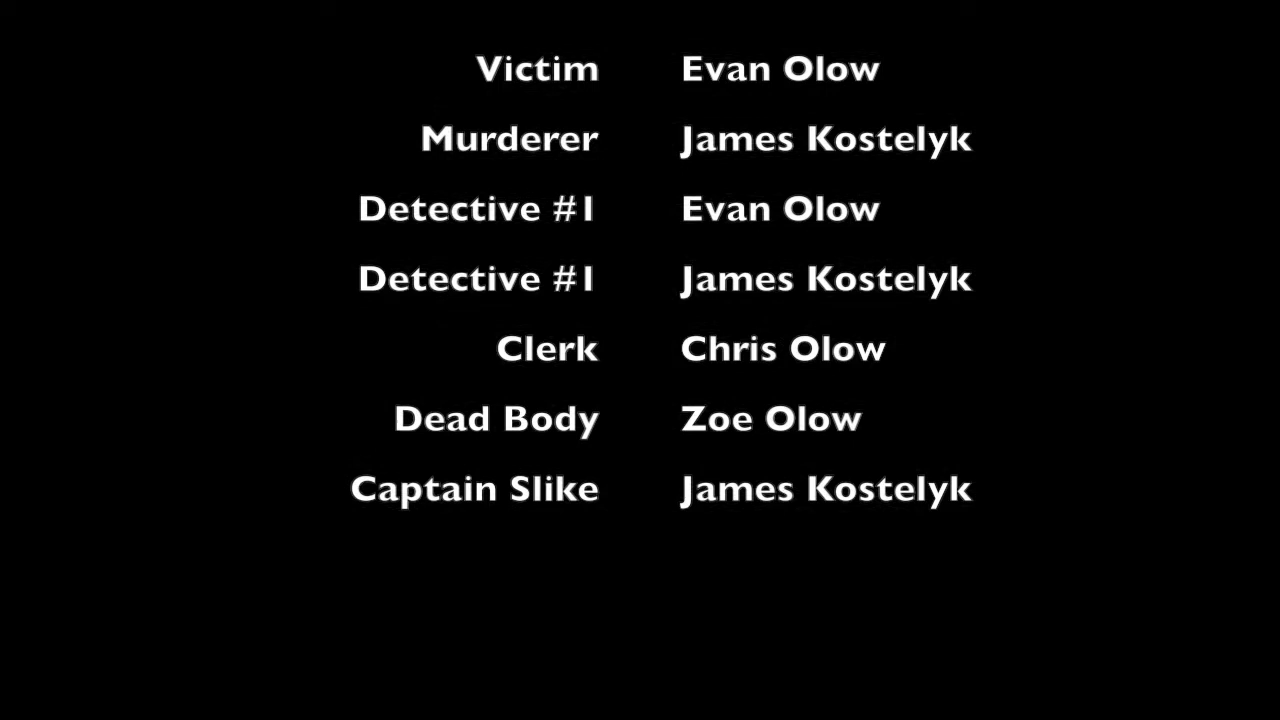 Victim Evan Olow
Murderer James Kostelyk
Detective #1 Evan Olow
Detective #1 James Kostelyk
Clerk Chris Olow
Dead Body Zoe Olow
Captain Slike James Kostelyk